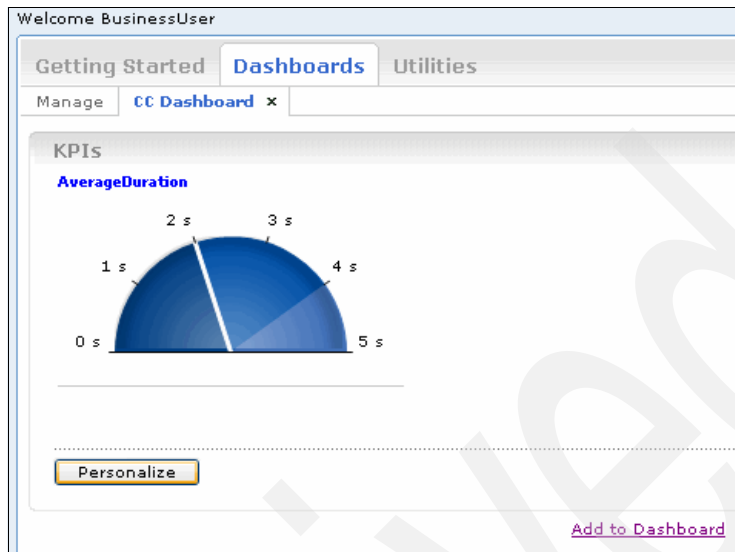 Welcome BusinessUser
Getting Started Dashboards Utilities
Manage CC Dashboard x
KPIs
AverageDuration
2 s 3 s
1 s 4 s
0 s 5 s
Personalize
Add to Dashboard